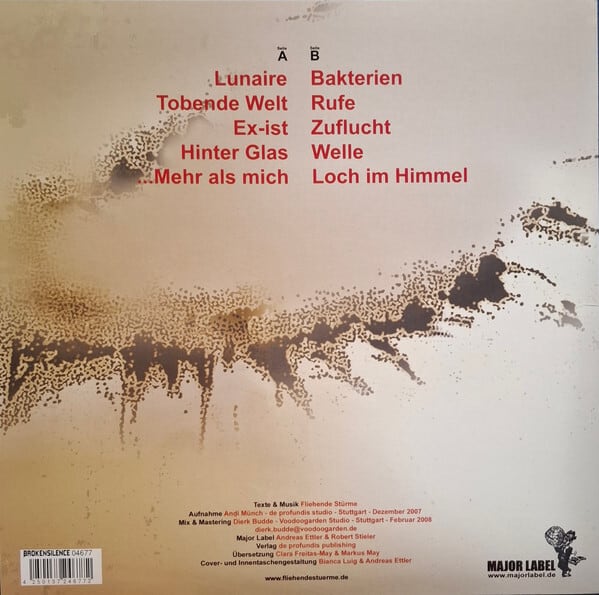 Seite Seite
A B
Lunaire Bakterien
Tobende Welt Rufe
Ex-ist Zuflucht
Hinter Glas Welle
...Mehr als mich Loch im Himmel
Texte & Musik Fliehende Stürme
Aufnahme Andi Münch - de profundis studio - Stuttgart - Dezember 2007
Mix & Mastering Dierk Budde - Voodoogarden Studio - Stuttgart - Februar 2008
dierk.budde@voodoogarden.de
Major Label Andreas Ettler & Robert Stieler
Verlag de profundis publishing
Übersetzung Clara Freitas-May & Markus May
Cover- und Innentaschengestaltung Bianca Luig & Andreas Ettler
www.fliehendestuerme.de
BROKENSILENCE 04677
4 250137 246772
MAJOR LABEL
www.majorlabel.de